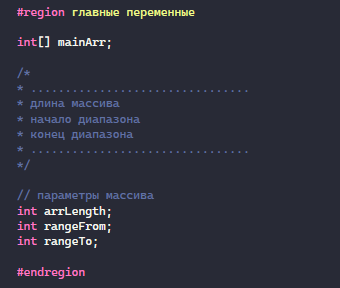 #region главные переменные
int[] mainArr;
/*
* ................................
* длина массива
* начало диапазона
* конец диапазона
* ................................
*/
// параметры массива
int arrLength;
int rangeFrom;
int rangeTo;
#endregion